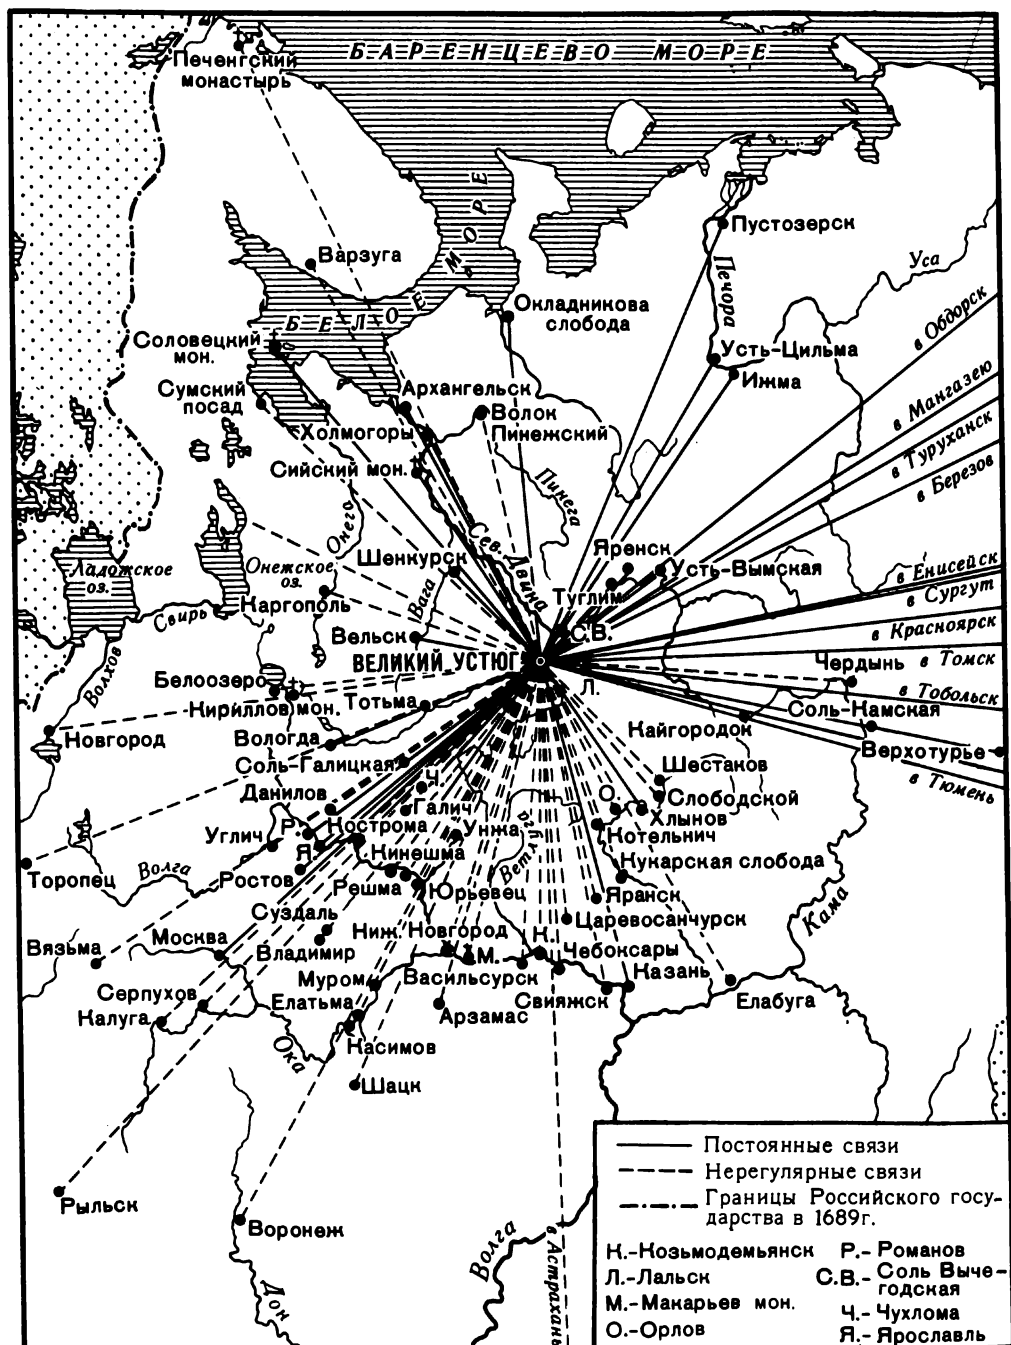 БАРЕНЦЕВО МОРЕ
Печенгский
монастырь
Пустозерск
Варзуга
БЕЛОЕ МОРЕ
Печора
Уса
Окладникова
слобода
в Обдорск
Соловецкий
мон.
Усть-Цильма
Ижма
Сумский
посад
Архангельск
Волок
Пинежский
в Мангазею
в Туруханск
Холмогоры
Сийский мон.
в Березов
Пинега
Онега
Сев. Двина
Шенкурск
Яренск
Усть-Вымская
Туглим
Ладожское
оз.
Онежское
оз.
Вага
в Енисейск
в Сургут
Свирь
Каргополь
Вельск
С.В.
в Красноярск
ВЕЛИКИЙ УСТЮГ
Чердынь
в Томск
Волхов
Белоозеро
Кириллов мон.
Тотьма
Л.
в Тобольск
Соль-Камская
Новгород
Вологда
Кайгородок
Верхотурье
Соль-Галицкая
Шестаков
в Тюмень
Ч.
Данилов
Галич
О.
Слободской
Хлынов
Углич
Р.
Кострома
Унжа
Котельнич
Я.
Кинешма
Ветлуга
Кукарская слобода
Торопец
Волга
Ростов
Решма
Юрьевец
Яранск
Суздаль
Царевосанчурск
Кама
Вязьма
Москва
Владимир
Ниж. Новгород
К.
М.
Чебоксары
Муром
Васильсурск
Казань
Серпухов
Елатьма
Свияжск
Елабуга
Калуга
Арзамас
Ока
Касимов
Шацк
Рыльск
Воронеж
Дон
Волга
в Астрахань
Постоянные связи
Нерегулярные связи
Границы Российского госу-
дарства в 1689г.
К.-Козьмодемьянск
Л.-Лальск
М.-Макарьев мон.
О.-Орлов
Р.- Романов
С.В.- Соль Выче-
годская
Ч.- Чухлома
Я.- Ярославль